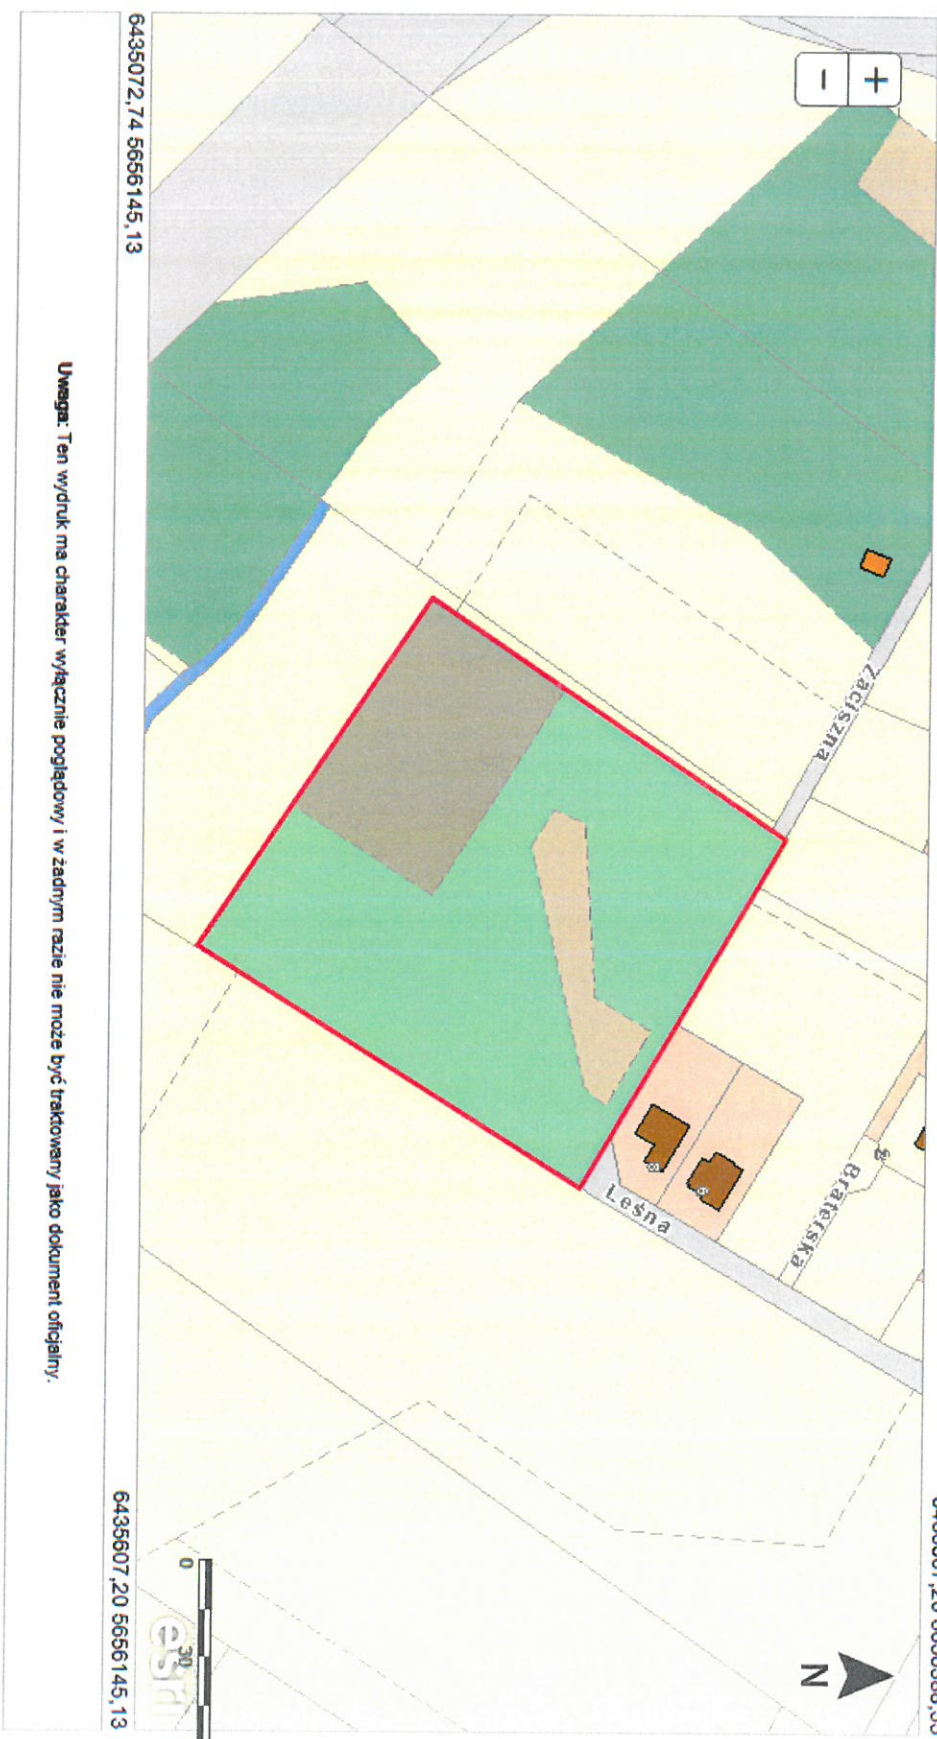 +
−
Zaciszna
Braterska
Leśna
N
0
30
esri
6435072,74 5656145,13
6435607,20 5656145,13
Uwaga: Ten wydruk ma charakter wyłącznie poglądowy i w żadnym razie nie może być traktowany jako dokument oficjalny.